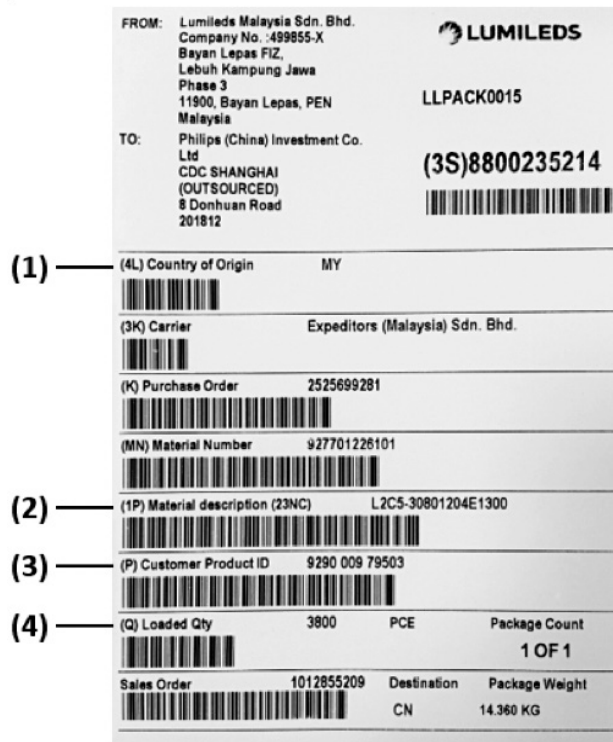 FROM: Lumileds Malaysia Sdn. Bhd.
Company No. :499855-X
Bayan Lepas FIZ,
Lebuh Kampung Jawa
Phase 3
11900, Bayan Lepas, PEN
Malaysia
LUMILEDS
LLPACK0015
TO: Philips (China) Investment Co.
Ltd
CDC SHANGHAI
(OUTSOURCED)
8 Donhuan Road
201812
(3S)8800235214
(1) (4L) Country of Origin MY
(3K) Carrier Expeditors (Malaysia) Sdn. Bhd.
(K) Purchase Order 2525699281
(MN) Material Number 927701226101
(2) (1P) Material description (23NC) L2C5-30801204E1300
(3) (P) Customer Product ID 9290 009 79503
(4) (Q) Loaded Qty 3800 PCE Package Count
1 OF 1
Sales Order 1012855209 Destination Package Weight
CN 14.360 KG